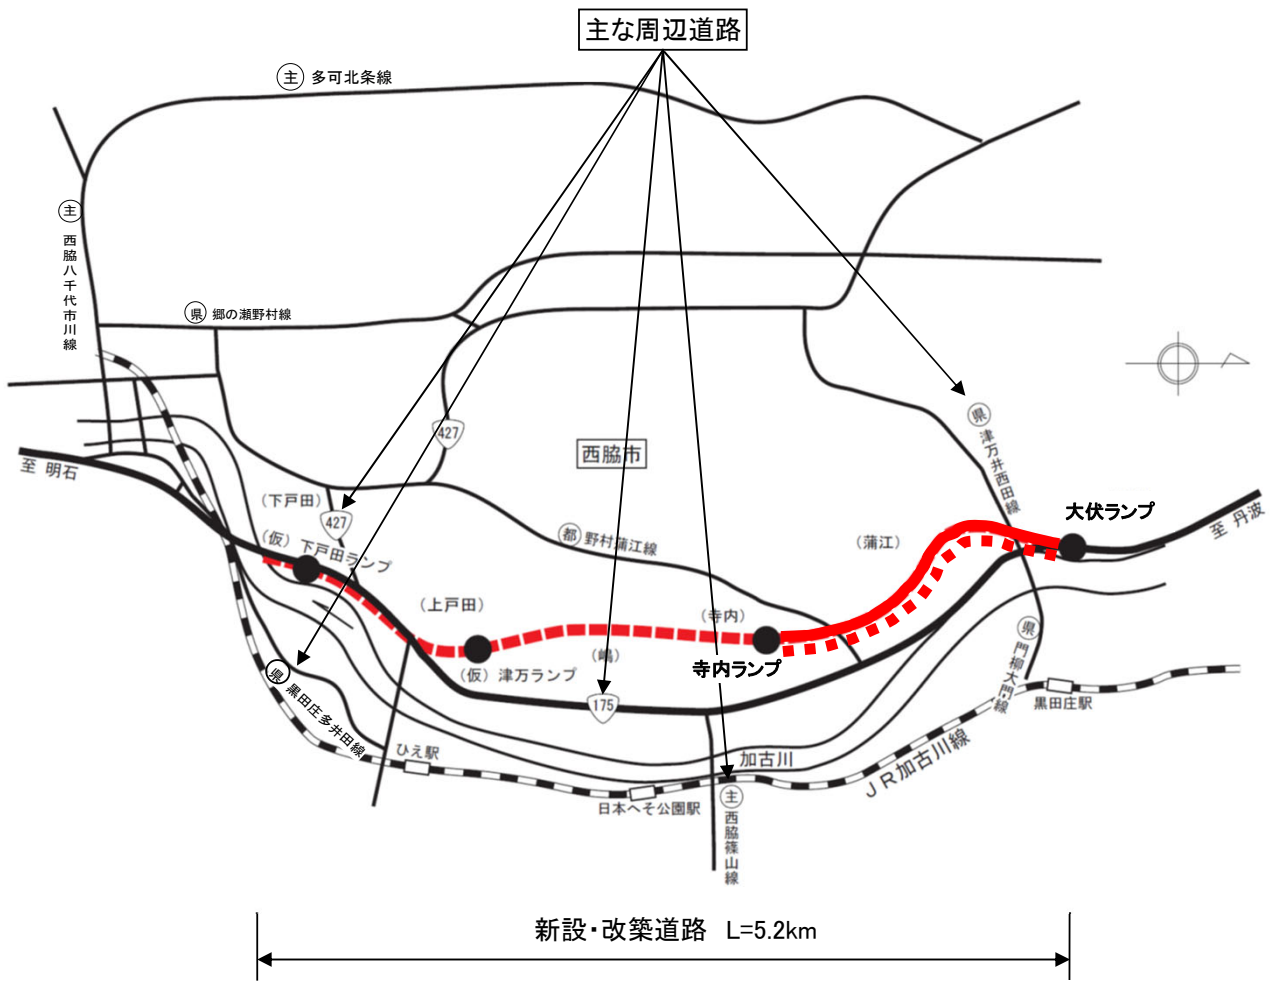 主な周辺道路
主 多可北条線
主 西脇八千代市川線
県 郷の瀬野村線
427
西脇市
県 津万井西田線
至 明石
（下戸田）
427
（仮）下戸田ランプ
都 野村蒲江線
（蒲江）
大伏ランプ
至 丹波
（上戸田）
（寺内）
（嶋）
（仮）津万ランプ
寺内ランプ
175
県 門柳大門線
黒田庄駅
県 黒田庄多井田線
ひえ駅
加古川
ＪＲ加古川線
日本へそ公園駅
主 西脇篠山線
新設・改築道路 L=5.2km